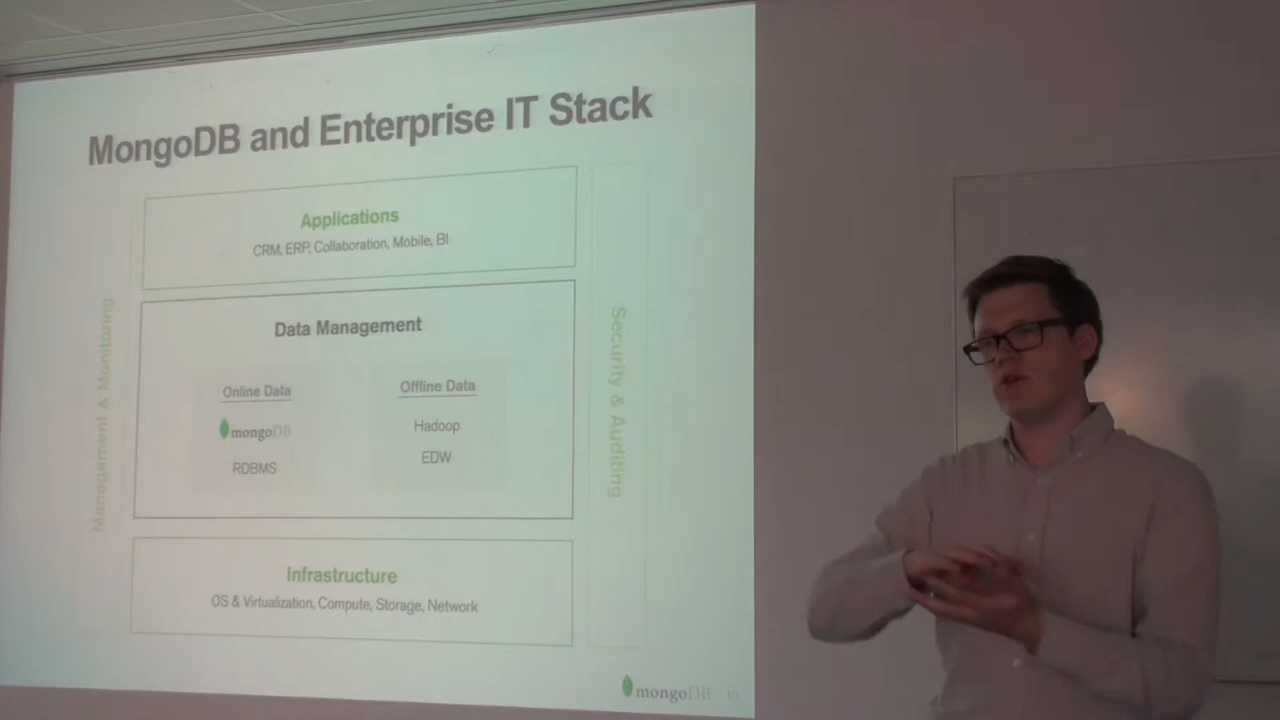 MongoDB and Enterprise IT Stack
Applications
CRM, ERP, Collaboration, Mobile, BI
Management & Monitoring
Data Management
Online Data
mongoDB
RDBMS
Offline Data
Hadoop
EDW
Security & Auditing
Infrastructure
OS & Virtualization, Compute, Storage, Network
mongoDB 10